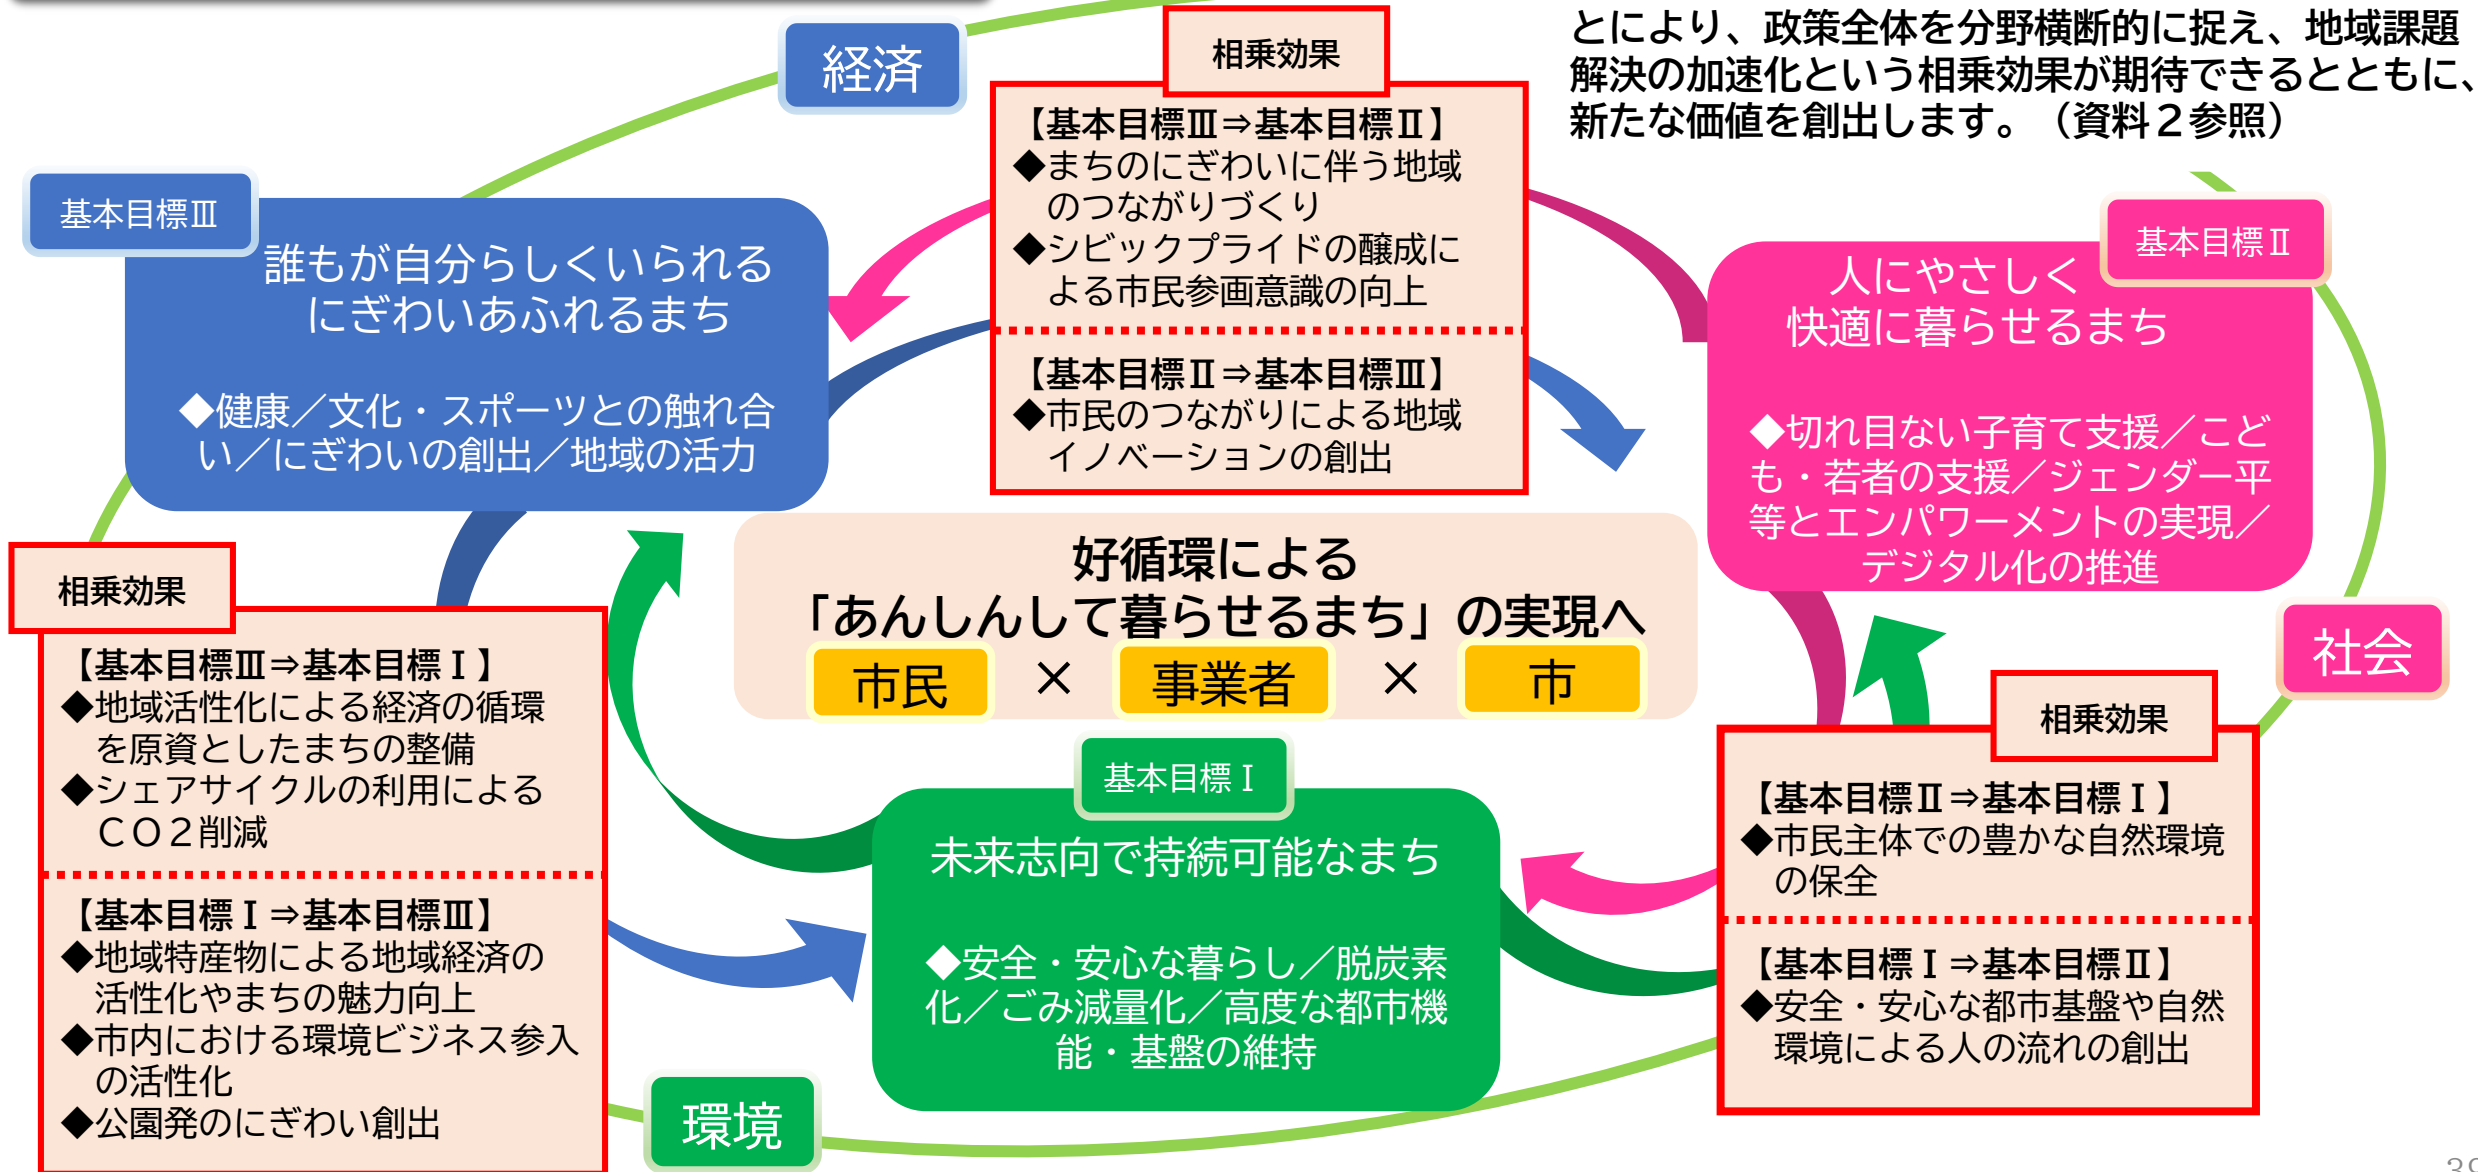 とにより、政策全体を分野横断的に捉え、地域課題
解決の加速化という相乗効果が期待できるとともに、
新たな価値を創出します。（資料２参照）
経済
相乗効果
【基本目標Ⅲ⇒基本目標Ⅱ】
◆まちのにぎわいに伴う地域
のつながりづくり
◆シビックプライドの醸成に
よる市民参画意識の向上
【基本目標Ⅱ⇒基本目標Ⅲ】
◆市民のつながりによる地域
イノベーションの創出
基本目標Ⅲ
誰もが自分らしくいられる
にぎわいあふれるまち
◆健康／文化・スポーツとの触れ合
い／にぎわいの創出／地域の活力
基本目標Ⅱ
人にやさしく
快適に暮らせるまち
◆切れ目ない子育て支援／こど
も・若者の支援／ジェンダー平
等とエンパワーメントの実現／
デジタル化の推進
好循環による
「あんしんして暮らせるまち」の実現へ
市民 × 事業者 × 市
社会
相乗効果
【基本目標Ⅲ⇒基本目標Ⅰ】
◆地域活性化による経済の循環
を原資としたまちの整備
◆シェアサイクルの利用による
ＣＯ２削減
【基本目標Ⅰ⇒基本目標Ⅲ】
◆地域特産物による地域経済の
活性化やまちの魅力向上
◆市内における環境ビジネス参入
の活性化
◆公園発のにぎわい創出
基本目標Ⅰ
未来志向で持続可能なまち
◆安全・安心な暮らし／脱炭素
化／ごみ減量化／高度な都市機
能・基盤の維持
相乗効果
【基本目標Ⅱ⇒基本目標Ⅰ】
◆市民主体での豊かな自然環境
の保全
【基本目標Ⅰ⇒基本目標Ⅱ】
◆安全・安心な都市基盤や自然
環境による人の流れの創出
環境